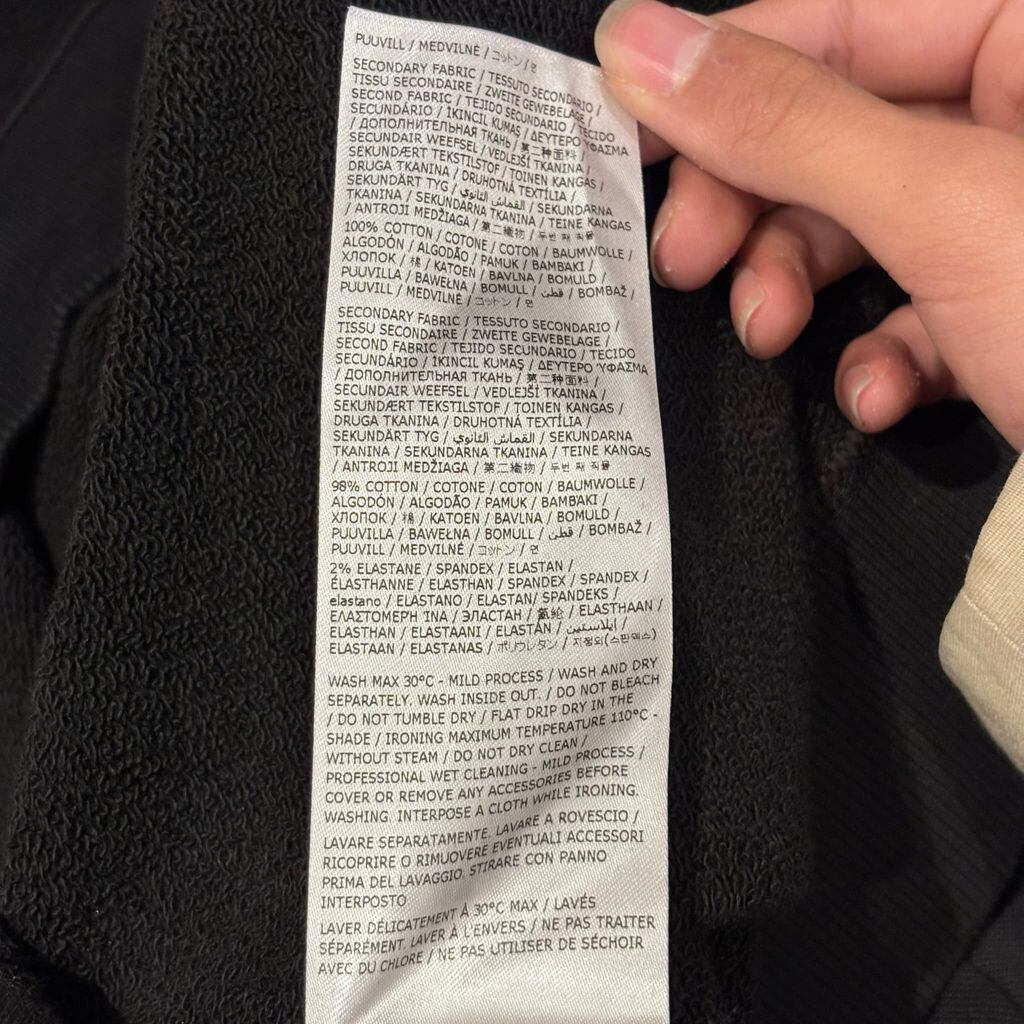 PUUVILL / MEDVILNĖ / コットン / 면
SECONDARY FABRIC / TESSUTO SECONDARIO /
TISSU SECONDAIRE / ZWEITE GEWEBELAGE /
SECOND FABRIC / TEJIDO SECUNDARIO / TECIDO
SECUNDÁRIO / İKINCIL KUMAŞ / ΔΕΥΤΕΡΟ ΎΦΑΣΜΑ
/ ДОПОЛНИТЕЛЬНАЯ ТКАНЬ / 第二种面料 /
SECUNDAIR WEEFSEL / VEDLEJŠÍ TKANINA /
SEKUNDÆRT TEKSTILSTOF / TOINEN KANGAS /
DRUGA TKANINA / DRUHOTNÁ TEXTÍLIA /
SEKUNDÄRT TYG / القماش الثانوي / SEKUNDARNA
TKANINA / SEKUNDÁRNA TKANINA / TEINE KANGAS
/ ANTROJI MEDŽIAGA / 第二織物 / 두번 째 직물
100% COTTON / COTONE / COTON / BAUMWOLLE /
ALGODÓN / ALGODÃO / PAMUK / BAMBAKI /
ХЛОПОК / 棉 / KATOEN / BAVLNA / BOMULD /
PUUVILLA / BAWEŁNA / BOMULL / قطن / BOMBAŽ /
PUUVILL / MEDVILNĖ / コットン / 면
SECONDARY FABRIC / TESSUTO SECONDARIO /
TISSU SECONDAIRE / ZWEITE GEWEBELAGE /
SECOND FABRIC / TEJIDO SECUNDARIO / TECIDO
SECUNDÁRIO / İKINCIL KUMAŞ / ΔΕΥΤΕΡΟ ΎΦΑΣΜΑ
/ ДОПОЛНИТЕЛЬНАЯ ТКАНЬ / 第二种面料 /
SECUNDAIR WEEFSEL / VEDLEJŠÍ TKANINA /
SEKUNDÆRT TEKSTILSTOF / TOINEN KANGAS /
DRUGA TKANINA / DRUHOTNÁ TEXTÍLIA /
SEKUNDÄRT TYG / القماش الثانوي / SEKUNDARNA
TKANINA / SEKUNDÁRNA TKANINA / TEINE KANGAS
/ ANTROJI MEDŽIAGA / 第二織物 / 두번 째 직물
98% COTTON / COTONE / COTON / BAUMWOLLE /
ALGODÓN / ALGODÃO / PAMUK / BAMBAKI /
ХЛОПОК / 棉 / KATOEN / BAVLNA / BOMULD /
PUUVILLA / BAWEŁNA / BOMULL / قطن / BOMBAŽ /
PUUVILL / MEDVILNĖ / コットン / 면
2% ELASTANE / SPANDEX / ELASTAN /
ÉLASTHANNE / ELASTHAN / SPANDEX / SPANDEX /
elastano / ELASTANO / ELASTAN/ SPANDEKS /
ΕΛΑΣΤΟΜΕΡΗ ΊΝΑ / ЭЛАСТАН / 氨纶 / ELASTHAAN /
ELASTHAN / ELASTAANI / ELASTÁN / إيلاستين /
ELASTAAN / ELASTANAS / ポリウレタン / 지정외(스판덱스)
WASH MAX 30°C - MILD PROCESS / WASH AND DRY
SEPARATELY. WASH INSIDE OUT. / DO NOT BLEACH
/ DO NOT TUMBLE DRY / FLAT DRIP DRY IN THE
SHADE / IRONING MAXIMUM TEMPERATURE 110°C -
WITHOUT STEAM / DO NOT DRY CLEAN /
PROFESSIONAL WET CLEANING - MILD PROCESS /
COVER OR REMOVE ANY ACCESSORIES BEFORE
WASHING. INTERPOSE A CLOTH WHILE IRONING.
LAVARE SEPARATAMENTE. LAVARE A ROVESCIO /
RICOPRIRE O RIMUOVERE EVENTUALI ACCESSORI
PRIMA DEL LAVAGGIO. STIRARE CON PANNO
INTERPOSTO
LAVER DÉLICATEMENT À 30°C MAX / LAVÉS
SÉPARÉMENT. LAVER À L'ENVERS / NE PAS TRAITER
AVEC DU CHLORE / NE PAS UTILISER DE SÉCHOIR